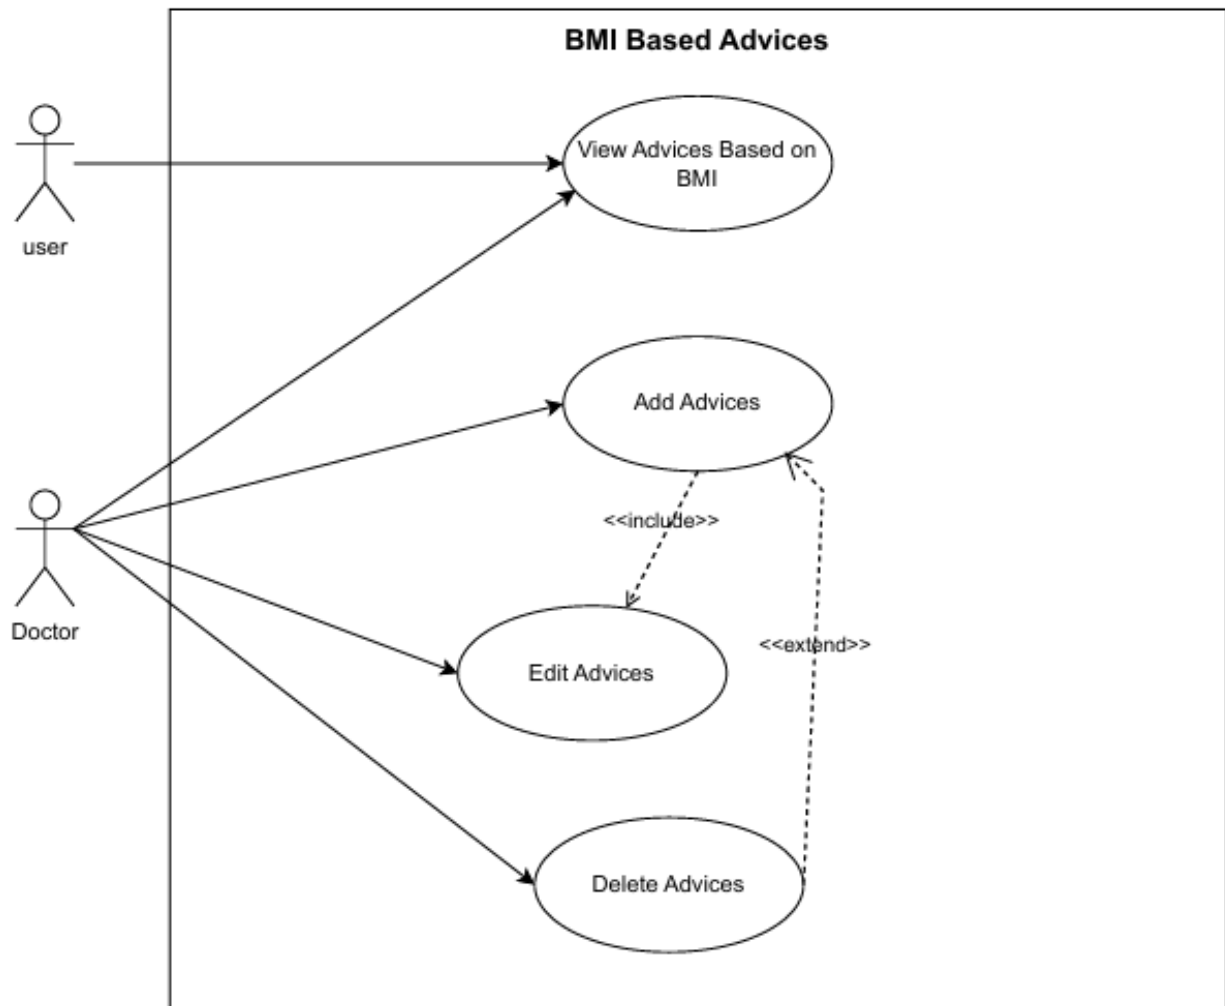 BMI Based Advices
View Advices Based on
BMI
user
Add Advices
<<include>>
Doctor
<<extend>>
Edit Advices
Delete Advices